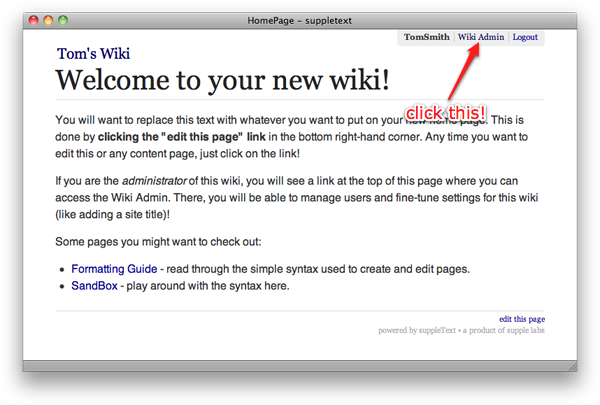 HomePage - suppletext
TomSmith Wiki Admin Logout
Tom's Wiki
Welcome to your new wiki!
click this!
You will want to replace this text with whatever you want to put on your new home page. This is
done by clicking the "edit this page" link in the bottom right-hand corner. Any time you want to
edit this or any content page, just click on the link!
If you are the administrator of this wiki, you will see a link at the top of this page where you can
access the Wiki Admin. There, you will be able to manage users and fine-tune settings for this wiki
(like adding a site title)!
Some pages you might want to check out:
• Formatting Guide - read through the simple syntax used to create and edit pages.
• SandBox - play around with the syntax here.
edit this page
powered by suppleText • a product of supple labs